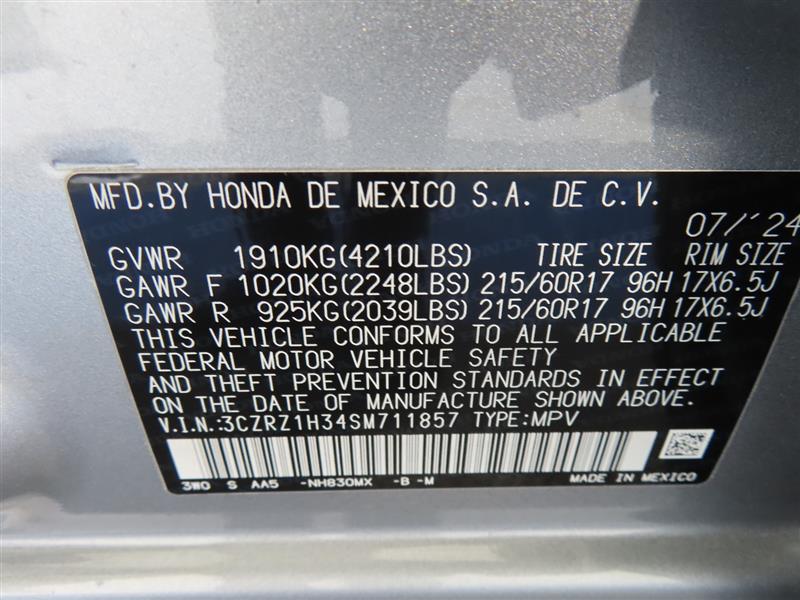 MFD.BY HONDA DE MEXICO S.A. DE C.V.
07/'24
GVWR 1910KG(4210LBS) TIRE SIZE RIM SIZE
GAWR F 1020KG(2248LBS) 215/60R17 96H 17X6.5J
GAWR R 925KG(2039LBS) 215/60R17 96H 17X6.5J
THIS VEHICLE CONFORMS TO ALL APPLICABLE
FEDERAL MOTOR VEHICLE SAFETY
AND THEFT PREVENTION STANDARDS IN EFFECT
ON THE DATE OF MANUFACTURE SHOWN ABOVE.
V.I.N.:3CZRZ1H34SM711857 TYPE:MPV
3W0 S AA5 -NH830MX -B -M MADE IN MEXICO